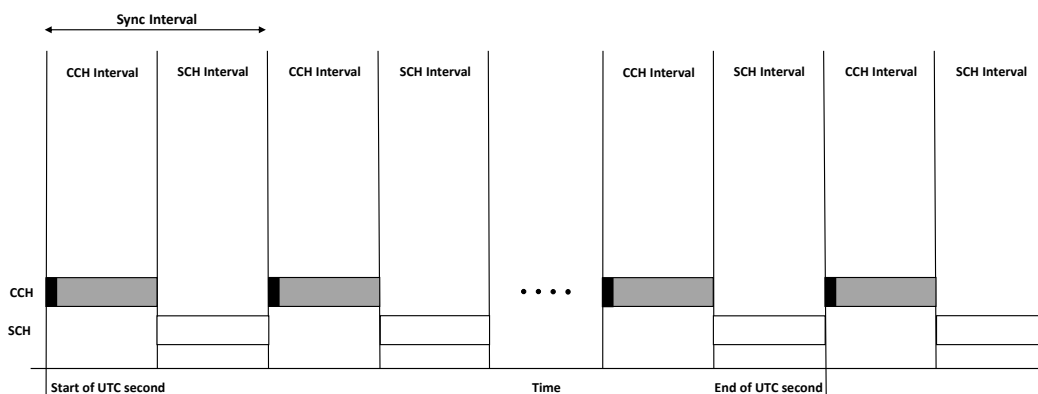 Sync Interval
CCH Interval SCH Interval CCH Interval SCH Interval CCH Interval SCH Interval CCH Interval SCH Interval
CCH
SCH
Start of UTC second Time End of UTC second